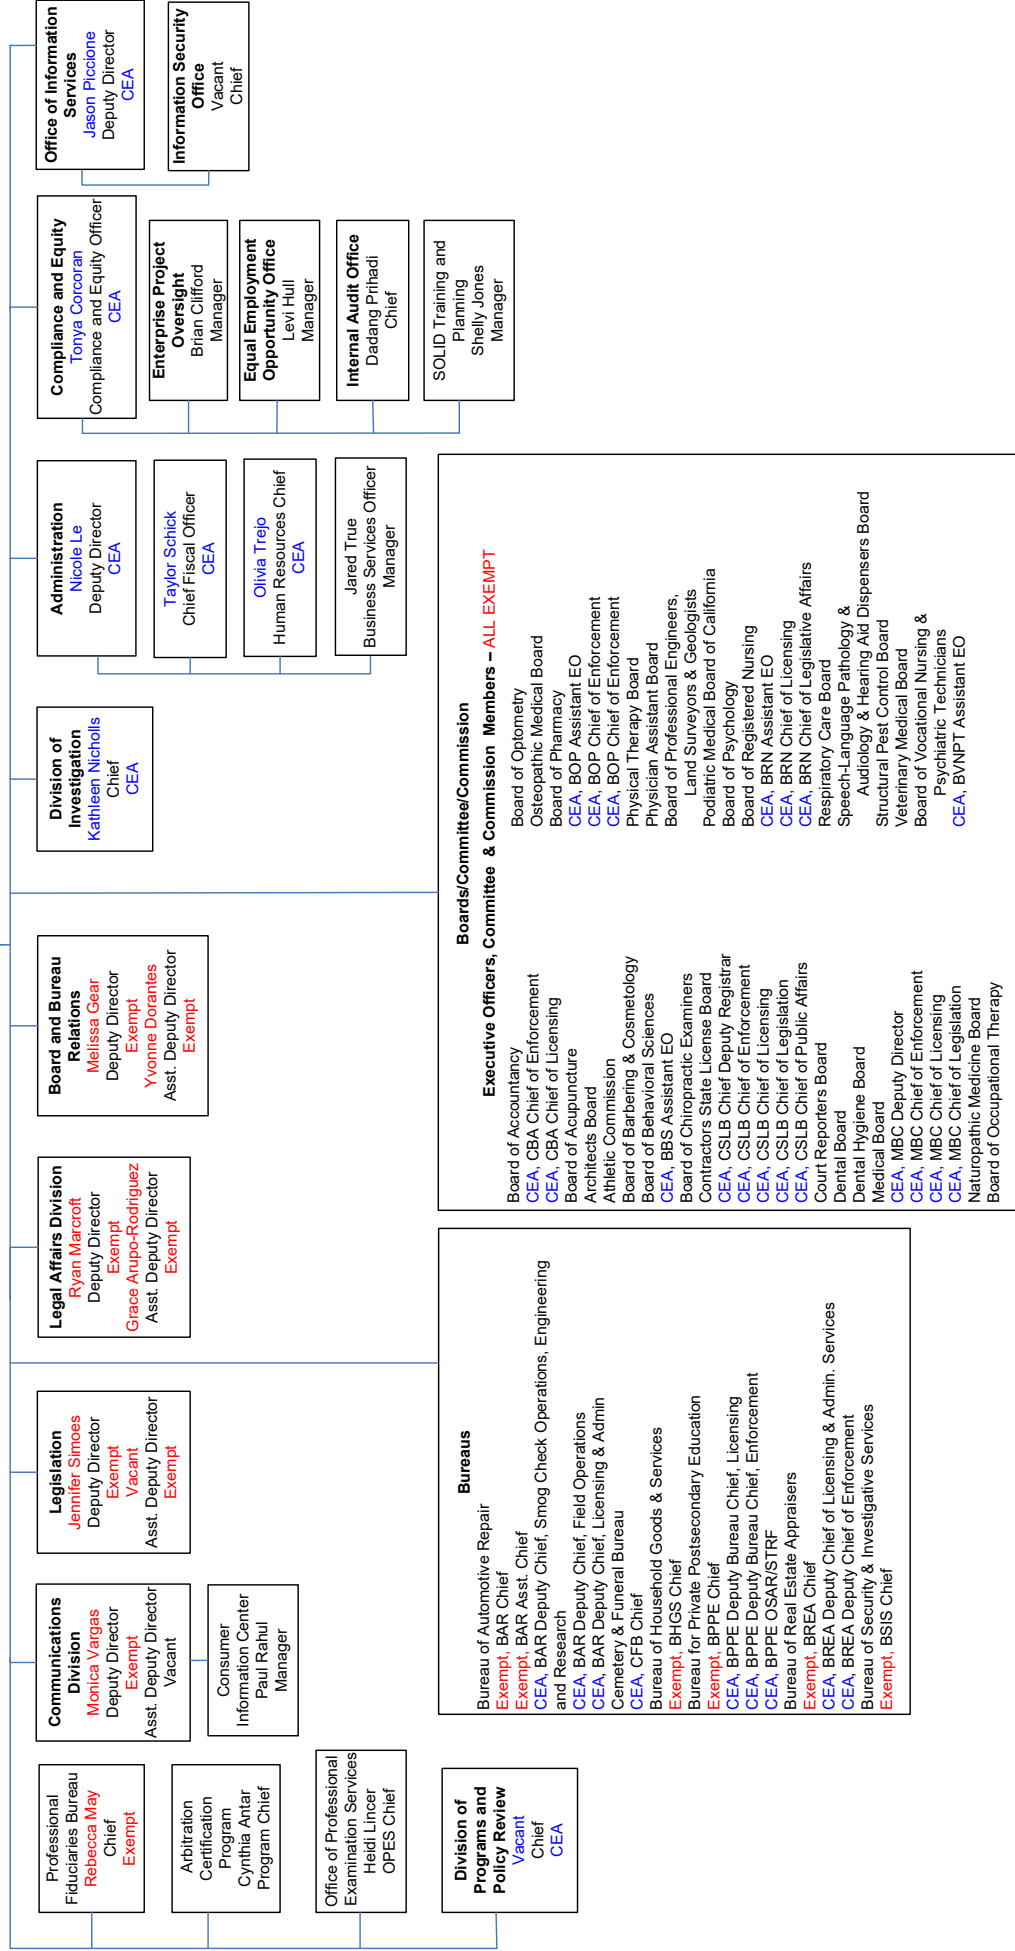 Professional
Fiduciaries Bureau
Rebecca May
Chief
Exempt
Arbitration
Certification
Program
Cynthia Antar
Program Chief
Office of Professional
Examination Services
Heidi Lincer
OPES Chief
Division of
Programs and
Policy Review
Vacant
Chief
CEA
Communications
Division
Monica Vargas
Deputy Director
Exempt
Asst. Deputy Director
Vacant
Consumer
Information Center
Paul Rahul
Manager
Legislation
Jennifer Simoes
Deputy Director
Exempt
Vacant
Asst. Deputy Director
Exempt
Legal Affairs Division
Ryan Marcroft
Deputy Director
Exempt
Grace Arupo-Rodriguez
Asst. Deputy Director
Exempt
Board and Bureau
Relations
Melissa Gear
Deputy Director
Exempt
Yvonne Dorantes
Asst. Deputy Director
Exempt
Division of
Investigation
Kathleen Nicholls
Chief
CEA
Administration
Nicole Le
Deputy Director
CEA
Taylor Schick
Chief Fiscal Officer
CEA
Olivia Trejo
Human Resources Chief
CEA
Jared True
Business Services Officer
Manager
Compliance and Equity
Tonya Corcoran
Compliance and Equity Officer
CEA
Enterprise Project
Oversight
Brian Clifford
Manager
Equal Employment
Opportunity Office
Levi Hull
Manager
Internal Audit Office
Dadang Prihadi
Chief
SOLID Training and
Planning
Shelly Jones
Manager
Office of Information
Services
Jason Piccione
Deputy Director
CEA
Information Security
Office
Vacant
Chief
Bureaus
Bureau of Automotive Repair
Exempt, BAR Chief
Exempt, BAR Asst. Chief
CEA, BAR Deputy Chief, Smog Check Operations, Engineering
and Research
CEA, BAR Deputy Chief, Field Operations
CEA, BAR Deputy Chief, Licensing & Admin
Cemetery & Funeral Bureau
CEA, CFB Chief
Bureau of Household Goods & Services
Exempt, BHGS Chief
Bureau for Private Postsecondary Education
Exempt, BPPE Chief
CEA, BPPE Deputy Bureau Chief, Licensing
CEA, BPPE Deputy Bureau Chief, Enforcement
CEA, BPPE OSAR/STRF
Bureau of Real Estate Appraisers
Exempt, BREA Chief
CEA, BREA Deputy Chief of Licensing & Admin. Services
CEA, BREA Deputy Chief of Enforcement
Bureau of Security & Investigative Services
Exempt, BSIS Chief
Boards/Committee/Commission
Executive Officers, Committee & Commission Members – ALL EXEMPT
Board of Accountancy
CEA, CBA Chief of Enforcement
CEA, CBA Chief of Licensing
Board of Acupuncture
Architects Board
Athletic Commission
Board of Barbering & Cosmetology
Board of Behavioral Sciences
CEA, BBS Assistant EO
Board of Chiropractic Examiners
Contractors State License Board
CEA, CSLB Chief Deputy Registrar
CEA, CSLB Chief of Enforcement
CEA, CSLB Chief of Licensing
CEA, CSLB Chief of Legislation
CEA, CSLB Chief of Public Affairs
Court Reporters Board
Dental Board
Dental Hygiene Board
Medical Board
CEA, MBC Deputy Director
CEA, MBC Chief of Enforcement
CEA, MBC Chief of Licensing
CEA, MBC Chief of Legislation
Naturopathic Medicine Board
Board of Occupational Therapy
Board of Optometry
Osteopathic Medical Board
Board of Pharmacy
CEA, BOP Assistant EO
CEA, BOP Chief of Enforcement
CEA, BOP Chief of Enforcement
Physical Therapy Board
Physician Assistant Board
Board of Professional Engineers,
Land Surveyors & Geologists
Podiatric Medical Board of California
Board of Psychology
Board of Registered Nursing
CEA, BRN Assistant EO
CEA, BRN Chief of Licensing
CEA, BRN Chief of Legislative Affairs
Respiratory Care Board
Speech-Language Pathology &
Audiology & Hearing Aid Dispensers Board
Structural Pest Control Board
Veterinary Medical Board
Board of Vocational Nursing &
Psychiatric Technicians
CEA, BVNPT Assistant EO